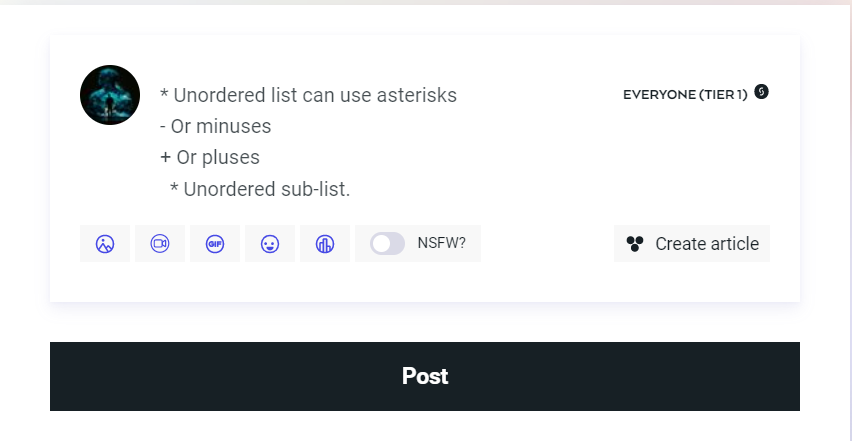 * Unordered list can use asterisks
EVERYONE (TIER 1)
- Or minuses
+ Or pluses
* Unordered sub-list.
GIF
NSFW?
Create article
Post